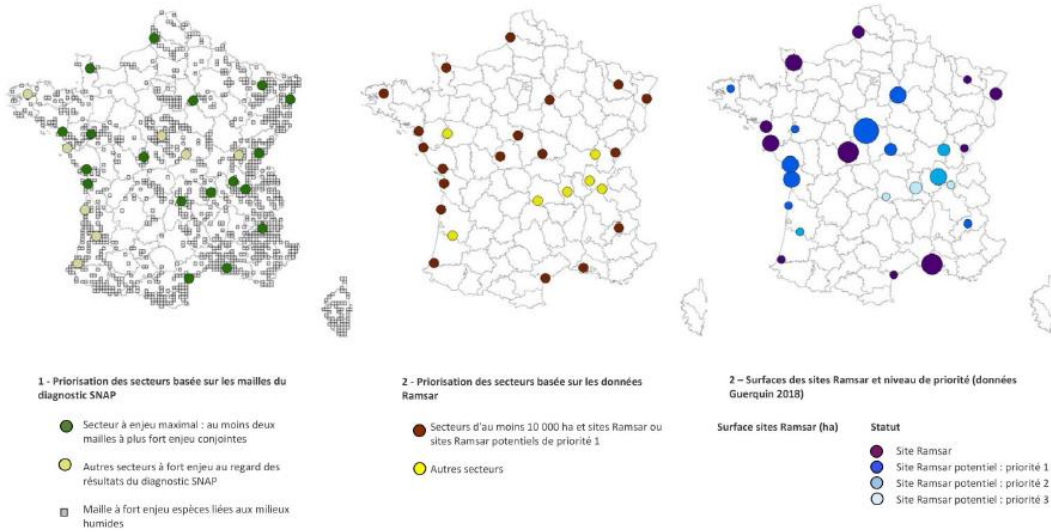 1 - Priorisation des secteurs basée sur les mailles du
diagnostic SNAP
Secteur à enjeu maximal : au moins deux
mailles à plus fort enjeu conjointes
Autres secteurs à fort enjeu au regard des
résultats du diagnostic SNAP
Maille à fort enjeu espèces liées aux milieux
humides
2 - Priorisation des secteurs basée sur les données
Ramsar
Secteurs d'au moins 10 000 ha et sites Ramsar ou
sites Ramsar potentiels de priorité 1
Autres secteurs
2 – Surfaces des sites Ramsar et niveau de priorité (données
Guerquin 2018)
Surface sites Ramsar (ha)
Statut
Site Ramsar
Site Ramsar potentiel : priorité 1
Site Ramsar potentiel : priorité 2
Site Ramsar potentiel : priorité 3